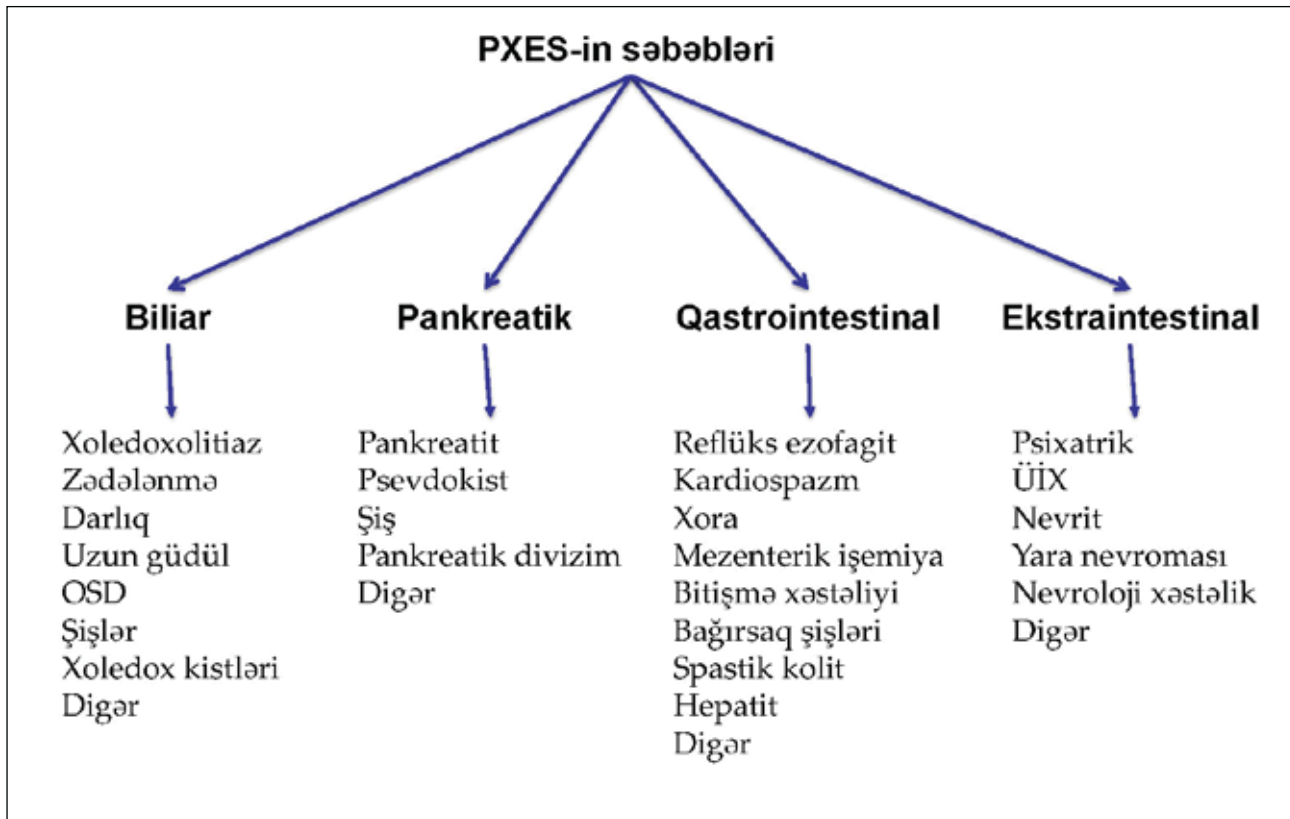 PXES-in səbəbləri
Biliar
Xoledoxolitiaz
Zədələnmə
Darlıq
Uzun güdül
OSD
Şişlər
Xoledox kistləri
Digər
Pankreatik
Pankreatit
Psevdokist
Şiş
Pankreatik divizim
Digər
Qastrointestinal
Reflüks ezofagit
Kardiospazm
Xora
Mezenterik işemiya
Bitişmə xəstəliyi
Bağırsaq şişləri
Spastik kolit
Hepatit
Digər
Ekstraintestinal
Psixatrik
ÜİX
Nevrit
Yara nevroması
Nevroloji xəstəlik
Digər